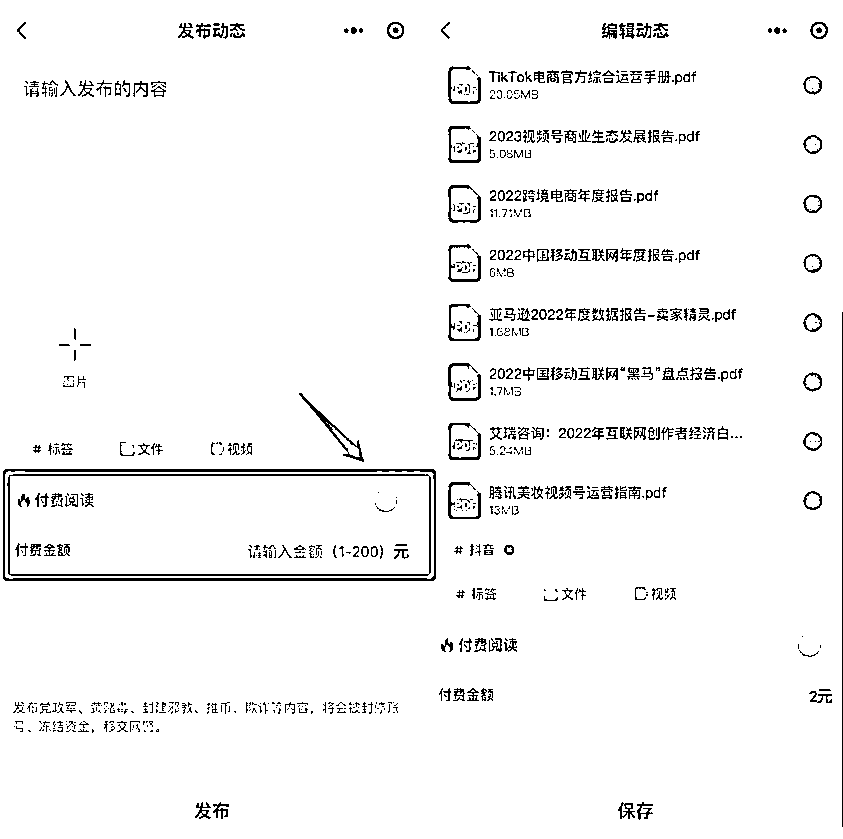 发布动态
请输入发布的内容
图片
# 标签
文件
视频
付费阅读
付费金额
请输入金额（1-200）元
发布党政军、黄赌毒、封建邪教、推币、欺诈等内容，将会被封停账
号、冻结资金，移交网警。
发布
编辑动态
TikTok电商官方综合运营手册.pdf
20.05MB
2023视频号商业生态发展报告.pdf
5.08MB
2022跨境电商年度报告.pdf
11.71MB
2022中国移动互联网年度报告.pdf
6MB
亚马逊2022年度数据报告-卖家精灵.pdf
1.68MB
2022中国移动互联网“黑马”盘点报告.pdf
1.7MB
艾瑞咨询：2022年互联网创作者经济白...
5.24MB
腾讯美妆视频号运营指南.pdf
13MB
# 抖音
# 标签
文件
视频
付费阅读
付费金额
2元
保存